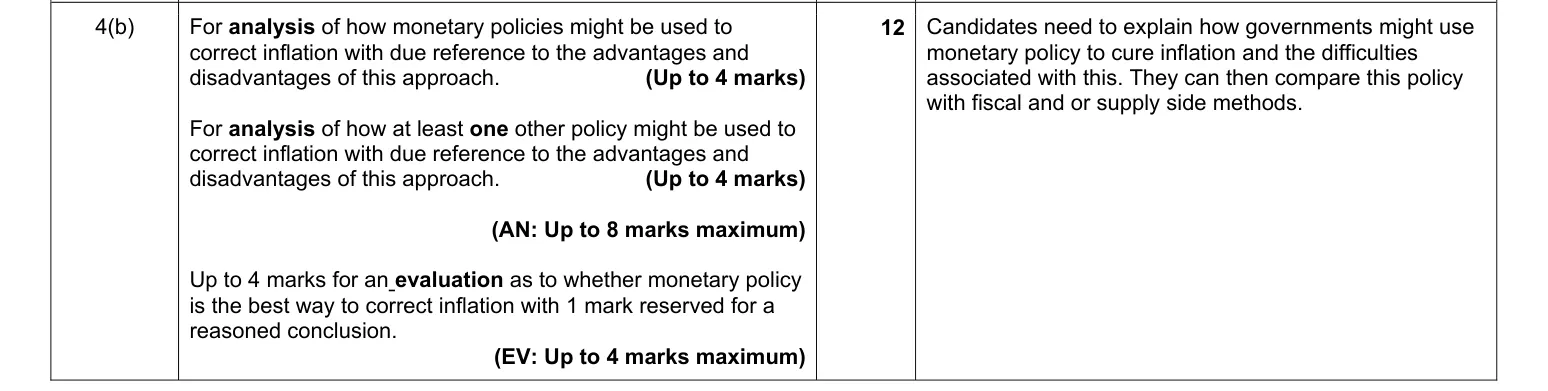 4(b)
For analysis of how monetary policies might be used to
correct inflation with due reference to the advantages and
disadvantages of this approach. (Up to 4 marks)
For analysis of how at least one other policy might be used to
correct inflation with due reference to the advantages and
disadvantages of this approach. (Up to 4 marks)
(AN: Up to 8 marks maximum)
Up to 4 marks for an evaluation as to whether monetary policy
is the best way to correct inflation with 1 mark reserved for a
reasoned conclusion.
(EV: Up to 4 marks maximum)
12
Candidates need to explain how governments might use
monetary policy to cure inflation and the difficulties
associated with this. They can then compare this policy
with fiscal and or supply side methods.